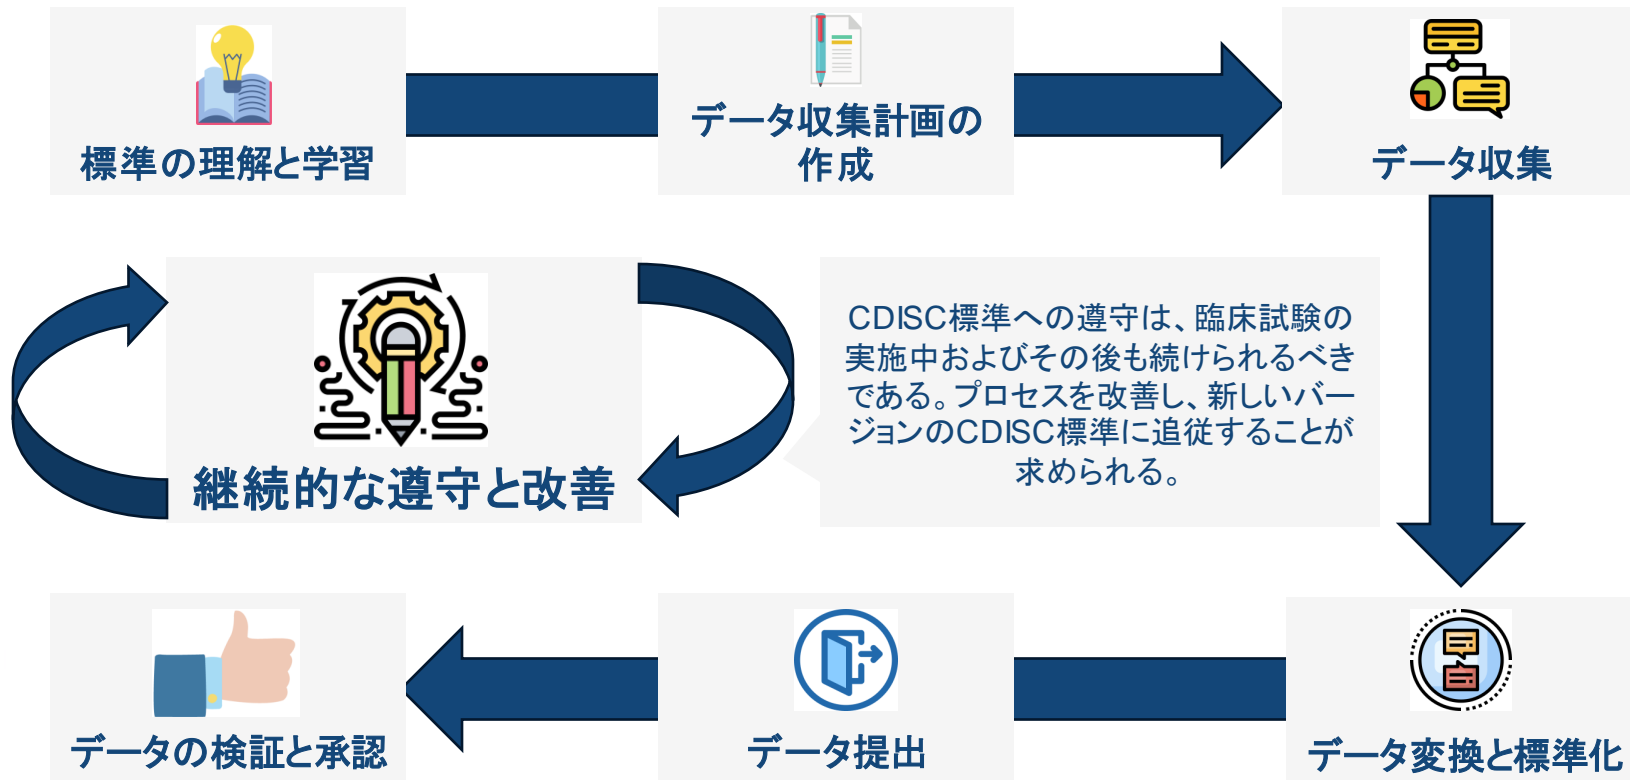 標準の理解と学習
データ収集計画の
作成
データ収集
継続的な遵守と改善
CDISC標準への遵守は、臨床試験の
実施中およびその後も続けられるべき
である。プロセスを改善し、新しいバー
ジョンのCDISC標準に追従することが
求められる。
データの検証と承認
データ提出
データ変換と標準化